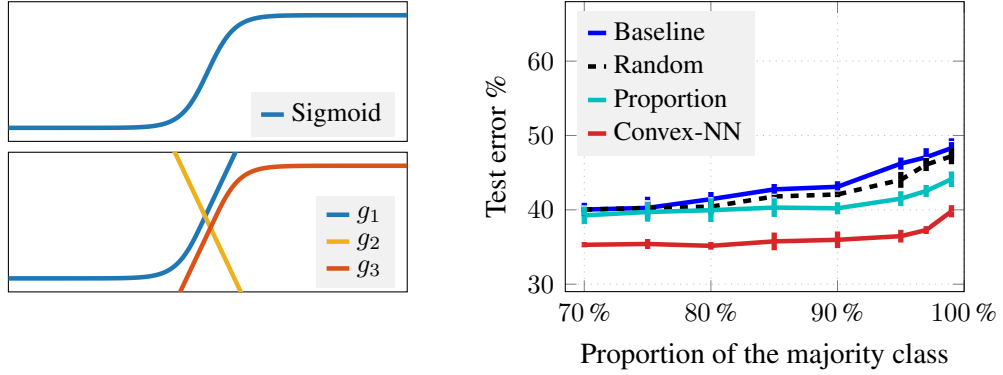 Sigmoid
g1
g2
g3
Test error %
60
50
40
30
Baseline
Random
Proportion
Convex-NN
70 % 80 % 90 % 100 %
Proportion of the majority class